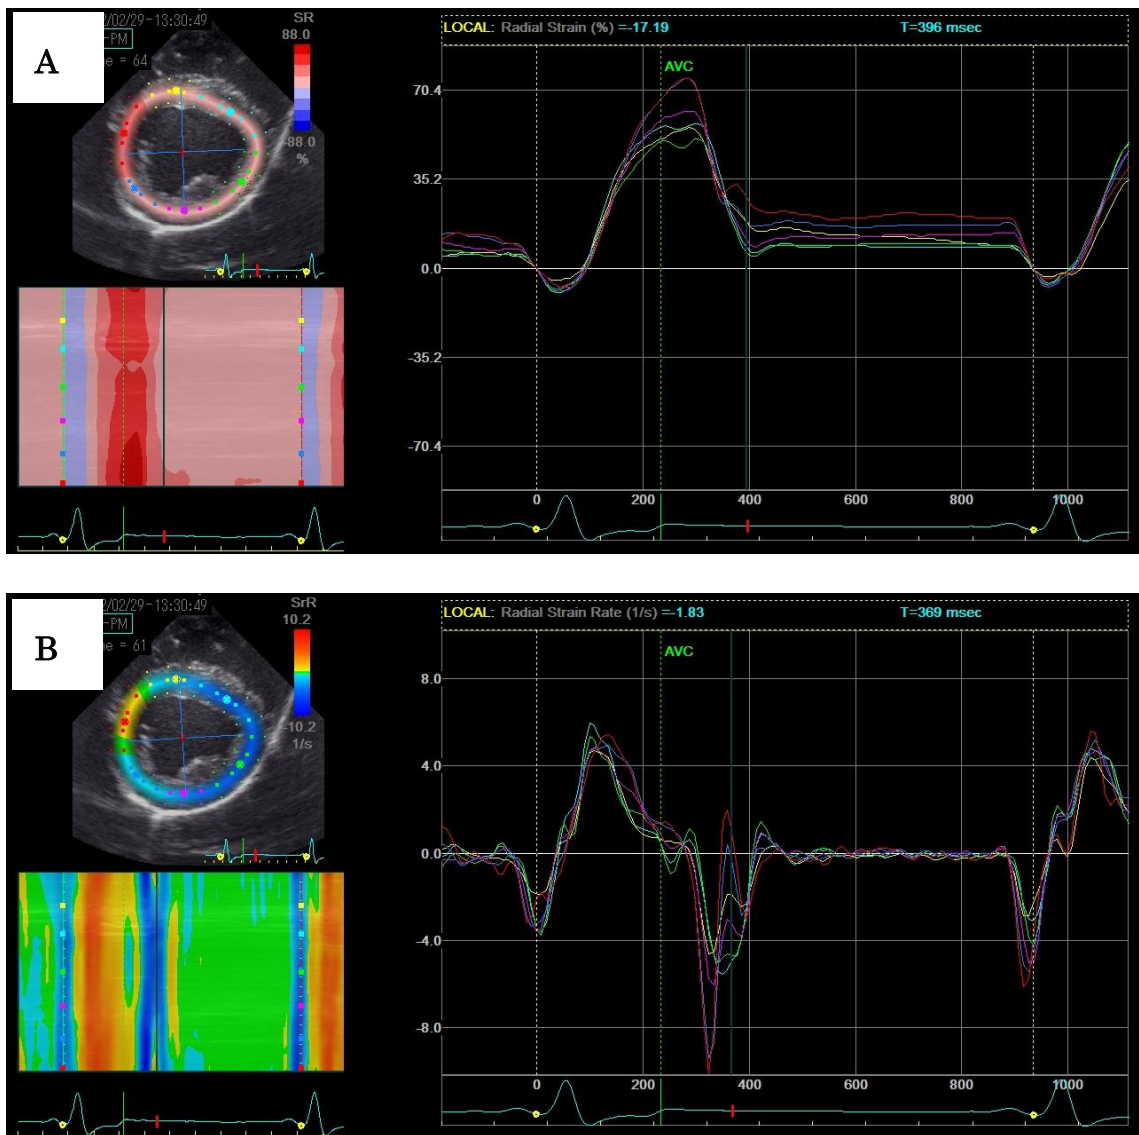 A
2/02/29-13:30:49
-PM
e = 64
SR
88.0
-88.0
%
LOCAL: Radial Strain (%) =-17.19 T=396 msec
AVC
70.4
35.2
0.0
-35.2
-70.4
0 200 400 600 800 1000
B
2/02/29-13:30:49
-PM
e = 61
SrR
10.2
-10.2
1/s
LOCAL: Radial Strain Rate (1/s) =-1.83 T=369 msec
AVC
8.0
4.0
0.0
-4.0
-8.0
0 200 400 600 800 1000